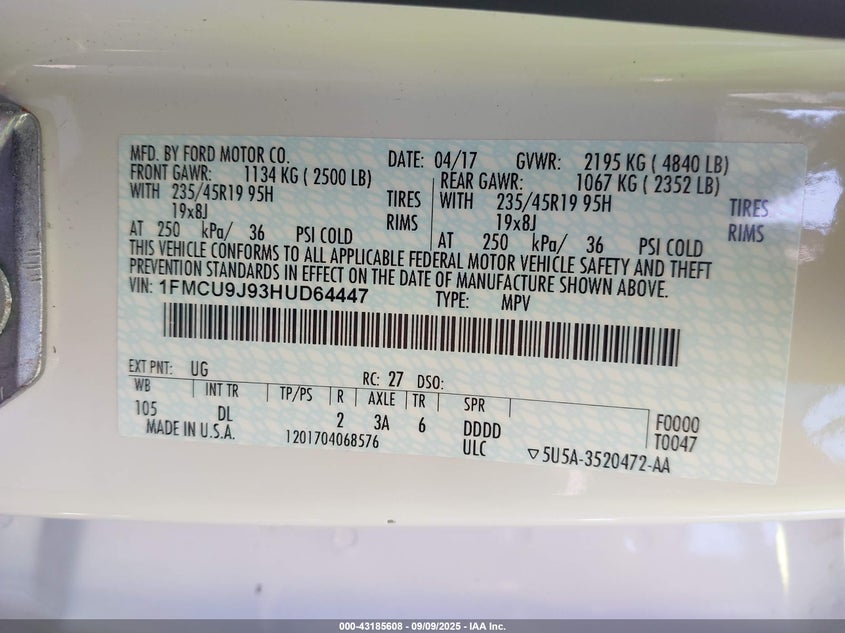 MFD. BY FORD MOTOR CO. DATE: 04/17 GVWR: 2195 KG ( 4840 LB)
FRONT GAWR: 1134 KG ( 2500 LB) REAR GAWR: 1067 KG ( 2352 LB)
WITH 235/45R19 95H TIRES WITH 235/45R19 95H TIRES
19x8J RIMS 19x8J RIMS
AT 250 kPa/ 36 PSI COLD AT 250 kPa/ 36 PSI COLD
THIS VEHICLE CONFORMS TO ALL APPLICABLE FEDERAL MOTOR VEHICLE SAFETY AND THEFT
PREVENTION STANDARDS IN EFFECT ON THE DATE OF MANUFACTURE SHOWN ABOVE.
VIN: 1FMCU9J93HUD64447 TYPE: MPV
EXT PNT: UG RC: 27 DSO:
WB INT TR TP/PS R AXLE TR SPR
105 DL 2 3A 6 DDDD F0000
MADE IN U.S.A. 1201704068576 ULC ▽5U5A-3520472-AA T0047
000-43185608 - 09/09/2025 - IAA Inc.